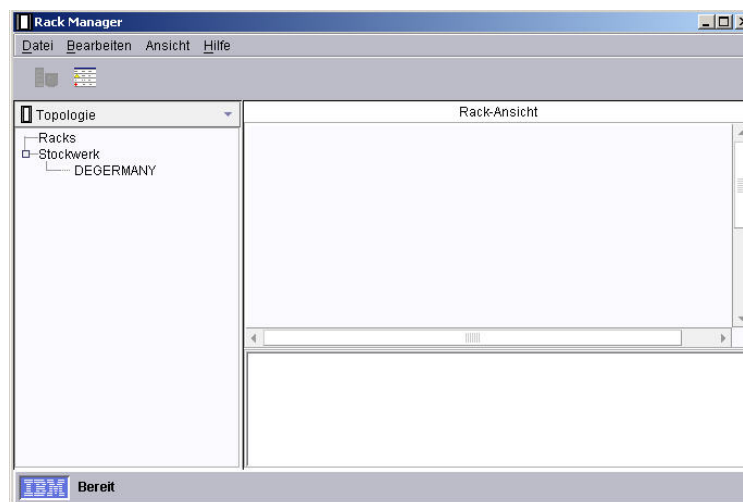 Rack Manager
Datei Bearbeiten Ansicht Hilfe
Topologie
Rack-Ansicht
Racks
Stockwerk
DEGERMANY
IBM Bereit